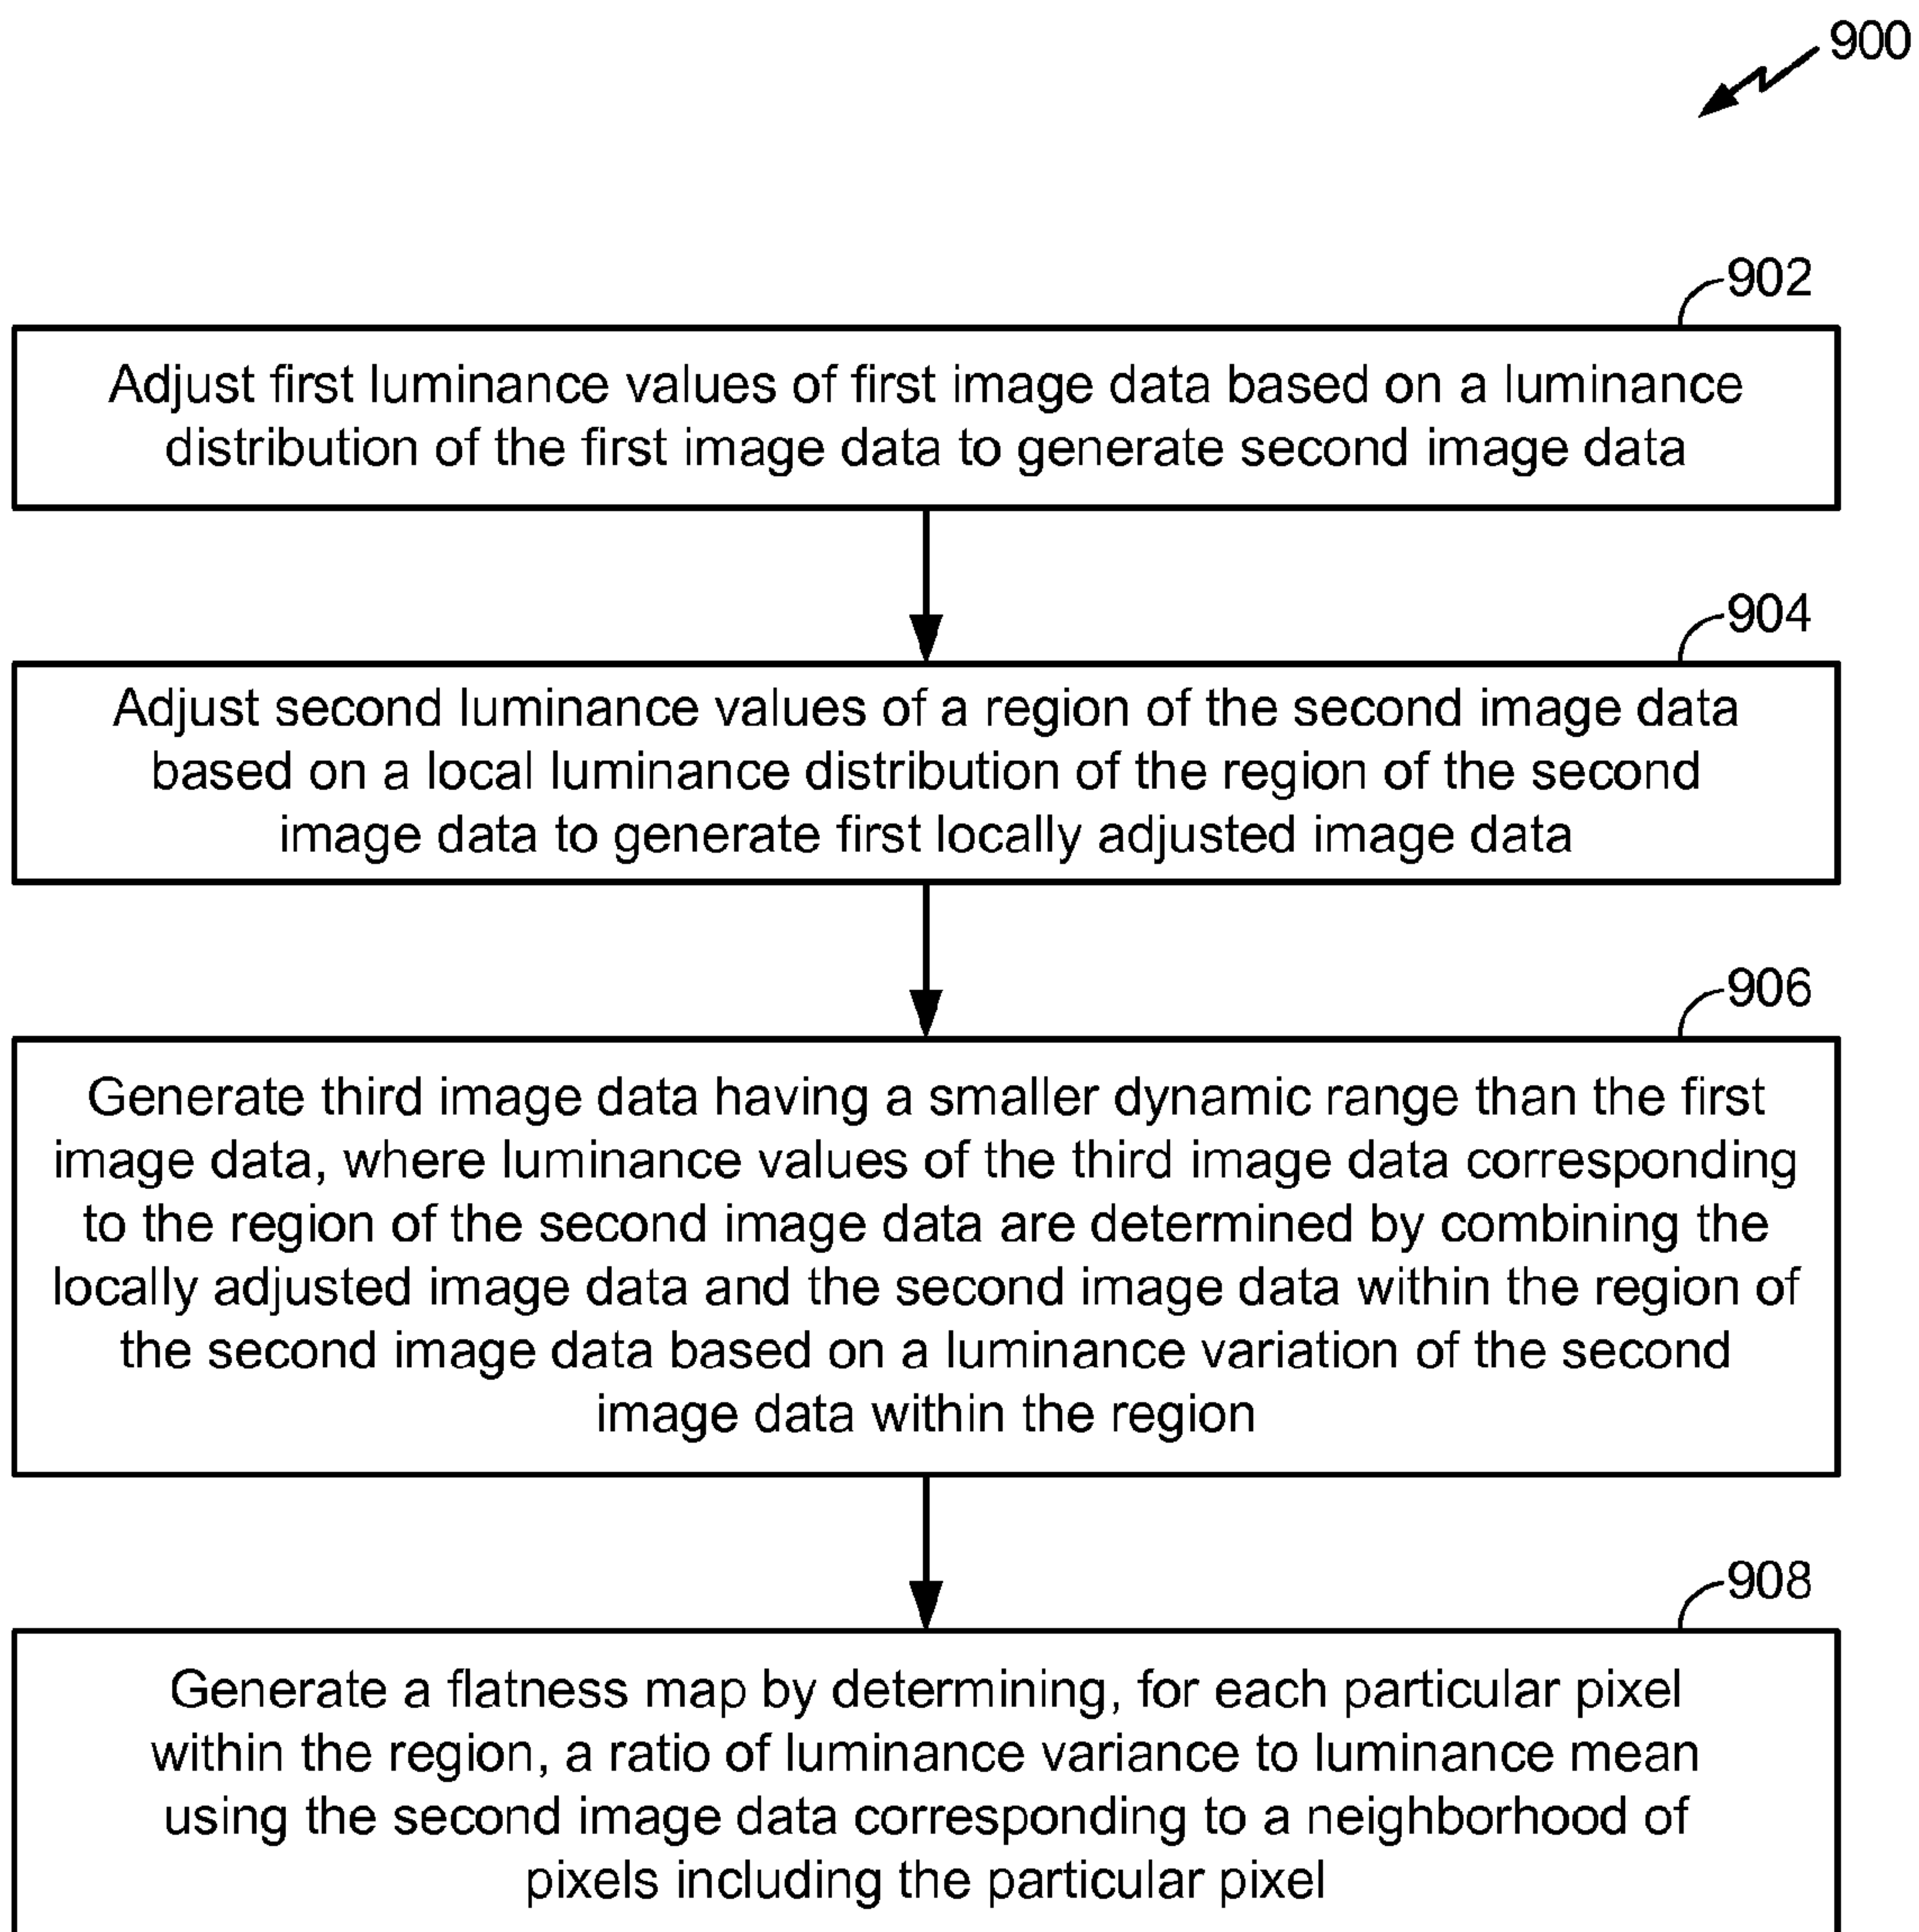 900
902
Adjust first luminance values of first image data based on a luminance
distribution of the first image data to generate second image data
904
Adjust second luminance values of a region of the second image data
based on a local luminance distribution of the region of the second
image data to generate first locally adjusted image data
906
Generate third image data having a smaller dynamic range than the first
image data, where luminance values of the third image data corresponding
to the region of the second image data are determined by combining the
locally adjusted image data and the second image data within the region of
the second image data based on a luminance variation of the second
image data within the region
908
Generate a flatness map by determining, for each particular pixel
within the region, a ratio of luminance variance to luminance mean
using the second image data corresponding to a neighborhood of
pixels including the particular pixel